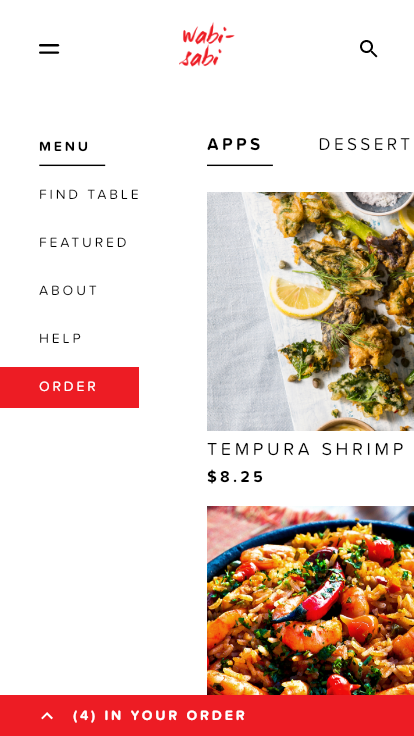 wabi-
sabi
MENU
FIND TABLE
FEATURED
ABOUT
HELP
ORDER
APPS
DESSERT
TEMPURA SHRIMP
$8.25
(4) IN YOUR ORDER